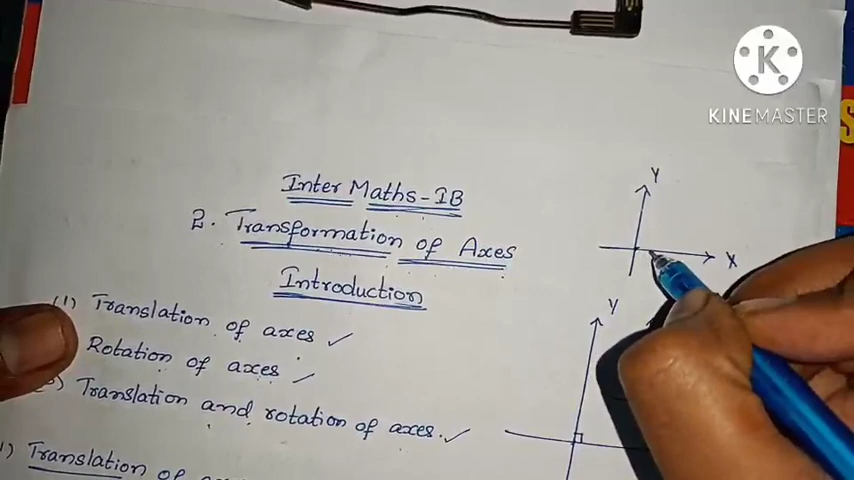 KINEMASTER
Inter Maths-IB
2. Transformation of Axes
Introduction
(1) Translation of axes ✓
Rotation of axes ✓
Translation and rotation of axes. ✓
Translation of
Y
X
Y